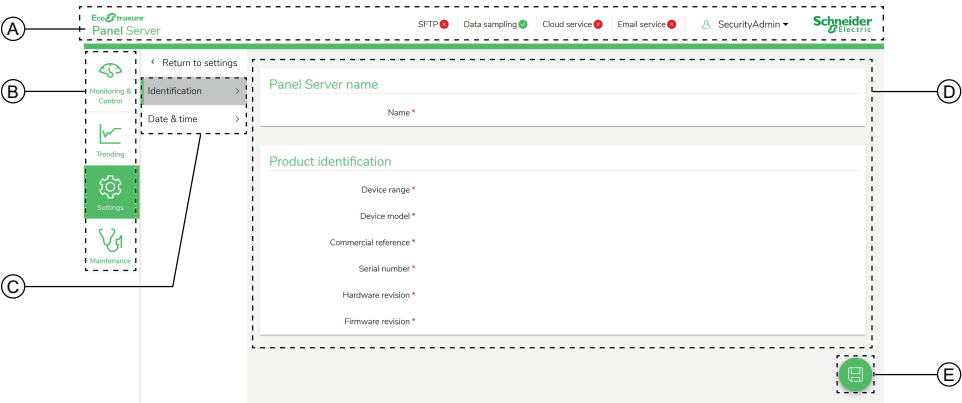 EcoStruxure
Panel Server
SFTP
Data sampling
Cloud service
Email service
SecurityAdmin
Schneider
Electric
A
B
Monitoring &
Control
Trending
Settings
Maintenance
< Return to settings
Identification >
Date & time >
C
Panel Server name
Name *
Product identification
Device range *
Device model *
Commercial reference *
Serial number *
Hardware revision *
Firmware revision *
D
E